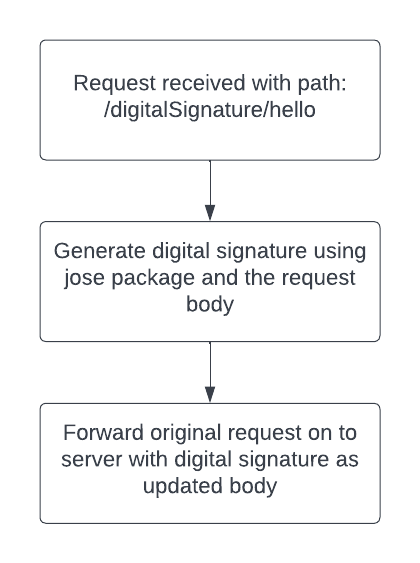 Request received with path:
/digitalSignature/hello
Generate digital signature using
jose package and the request
body
Forward original request on to
server with digital signature as
updated body